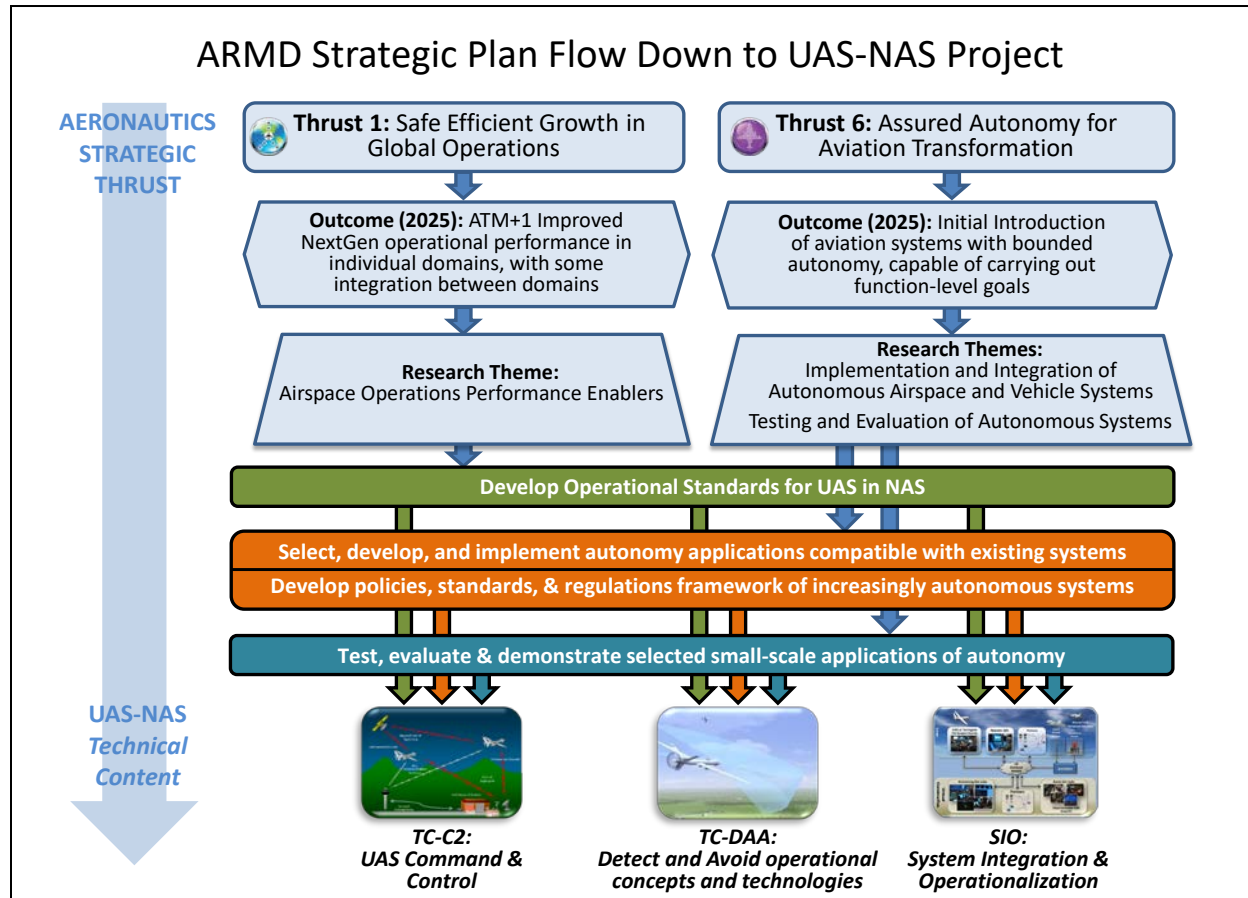 ARMD Strategic Plan Flow Down to UAS-NAS Project
AERONAUTICS
STRATEGIC
THRUST
Thrust 1: Safe Efficient Growth in
Global Operations
Thrust 6: Assured Autonomy for
Aviation Transformation
Outcome (2025): ATM+1 Improved
NextGen operational performance in
individual domains, with some
integration between domains
Outcome (2025): Initial Introduction
of aviation systems with bounded
autonomy, capable of carrying out
function-level goals
Research Theme:
Airspace Operations Performance Enablers
Research Themes:
Implementation and Integration of
Autonomous Airspace and Vehicle Systems
Testing and Evaluation of Autonomous Systems
Develop Operational Standards for UAS in NAS
Select, develop, and implement autonomy applications compatible with existing systems
Develop policies, standards, & regulations framework of increasingly autonomous systems
Test, evaluate & demonstrate selected small-scale applications of autonomy
UAS-NAS
Technical
Content
TC-C2:
UAS Command &
Control
TC-DAA:
Detect and Avoid operational
concepts and technologies
SIO:
System Integration &
Operationalization